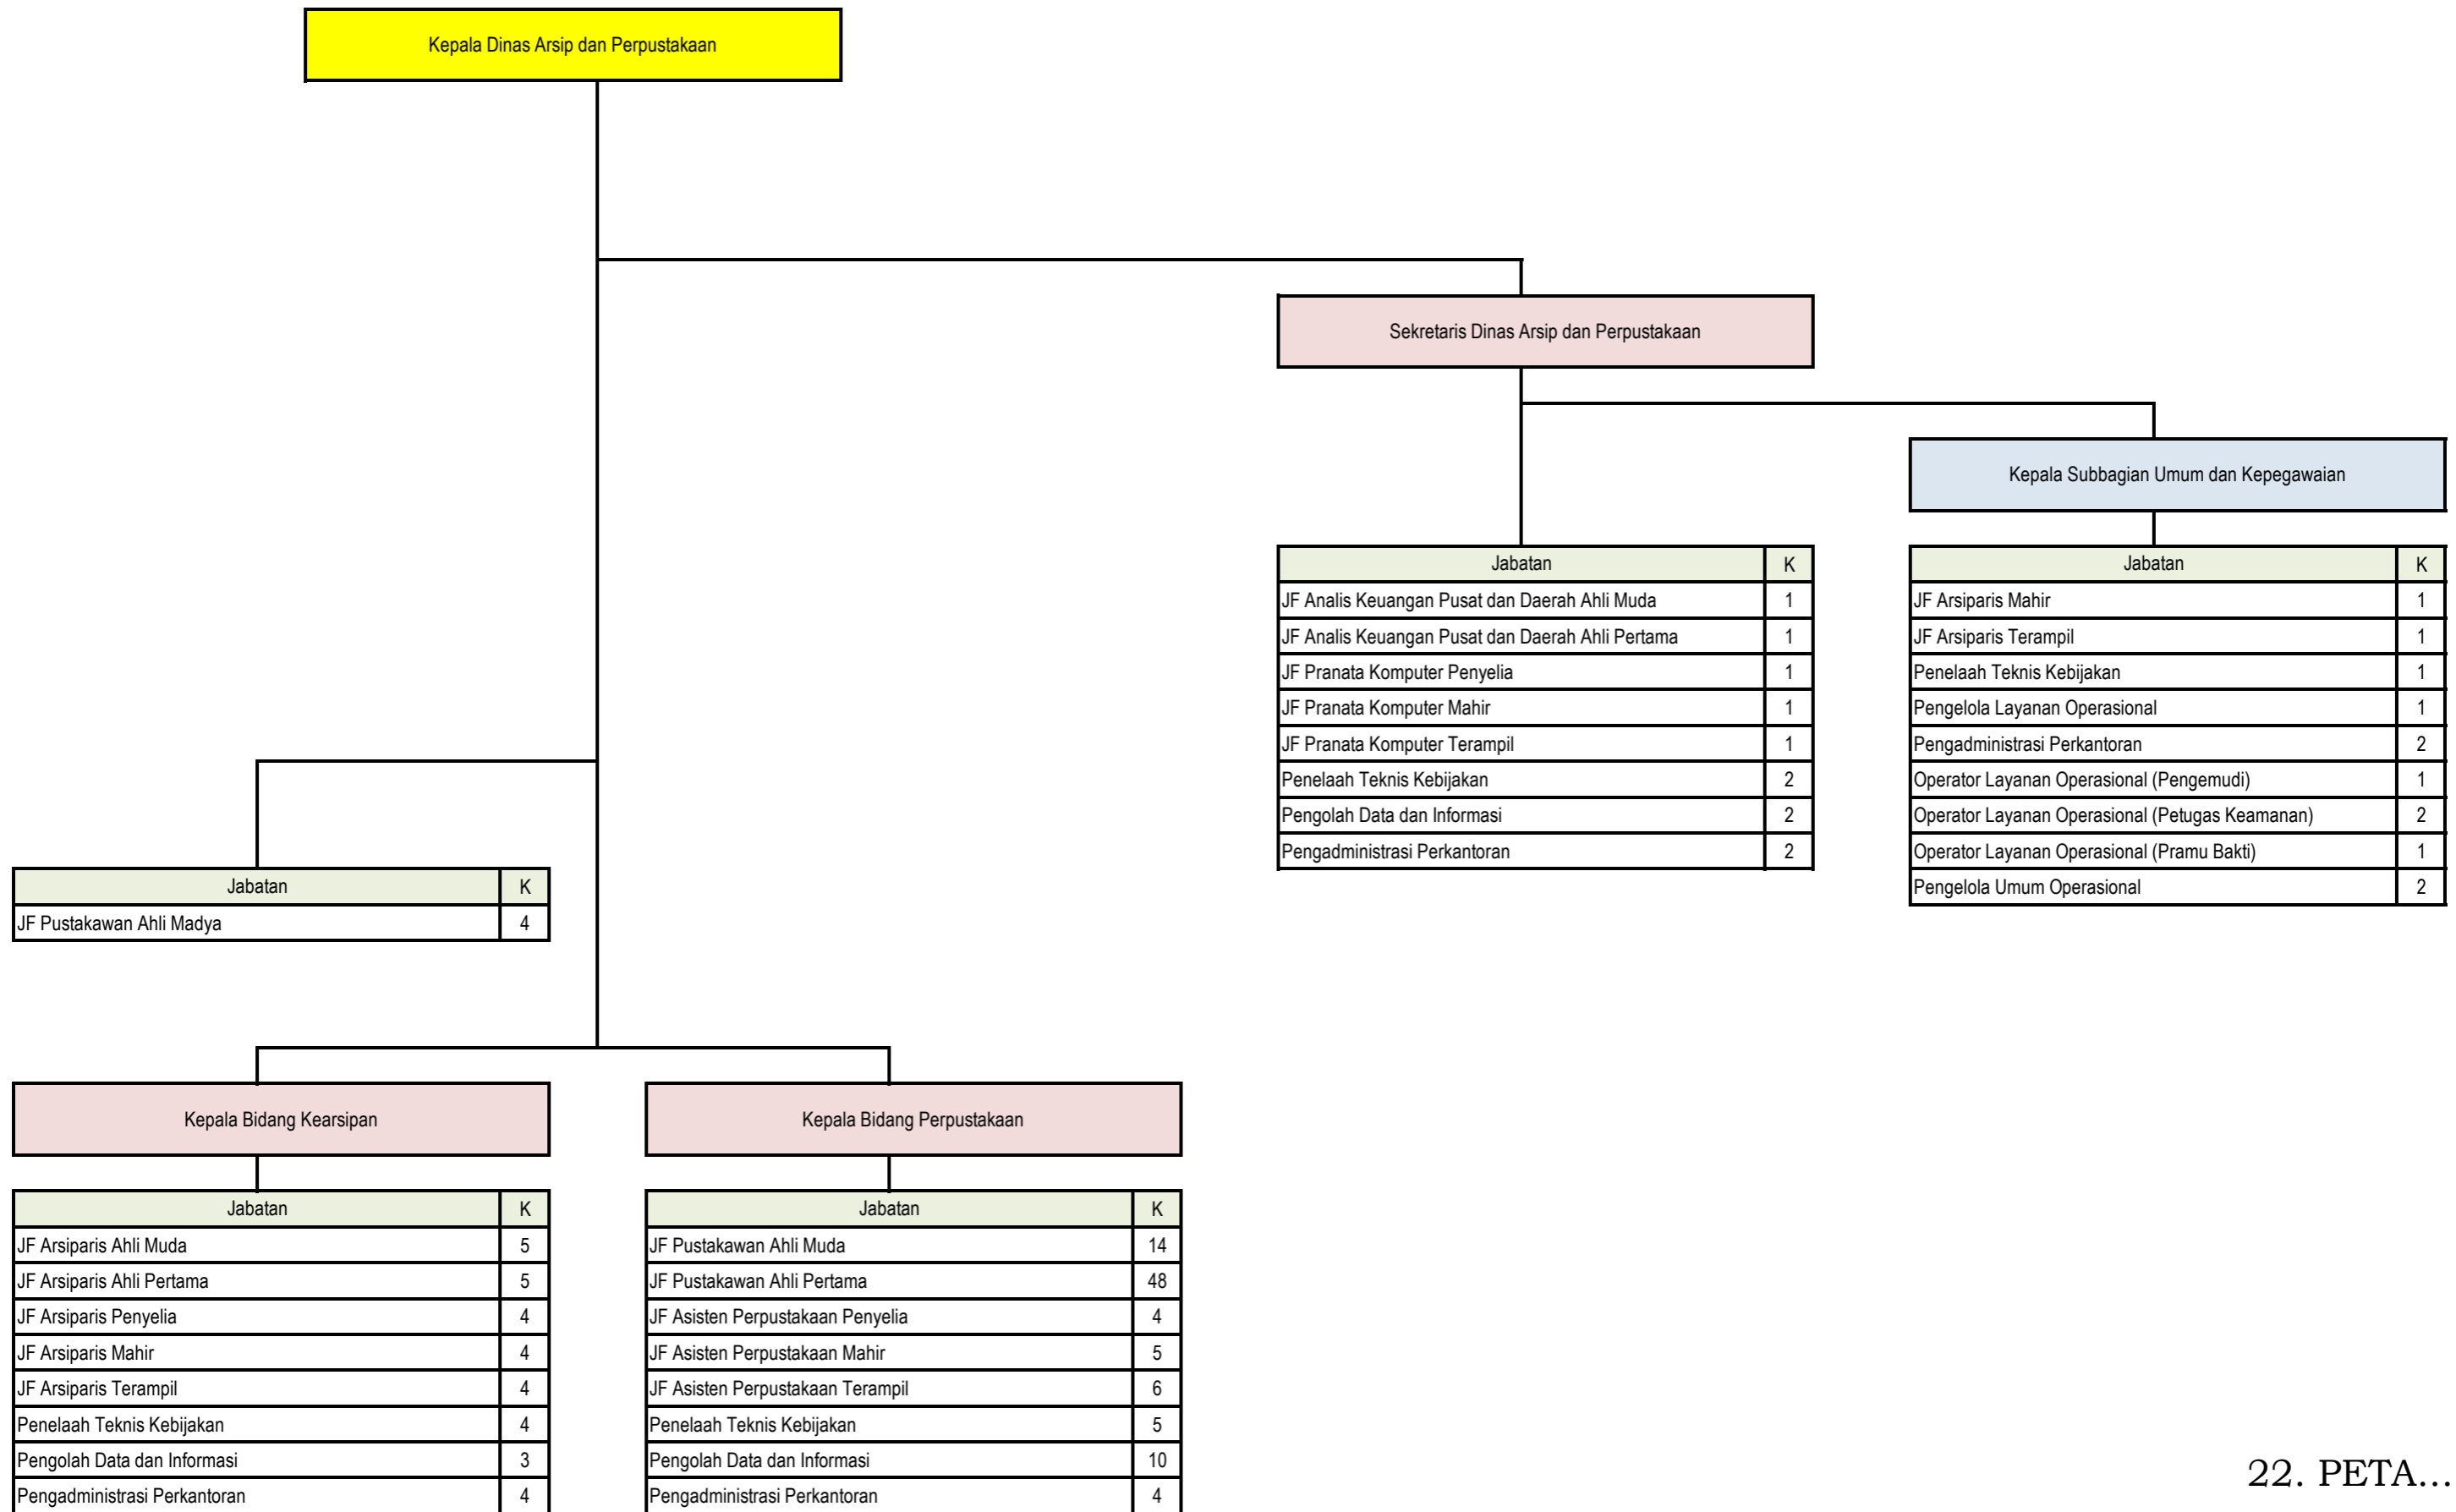 Kepala Dinas Arsip dan Perpustakaan
Sekretaris Dinas Arsip dan Perpustakaan
Kepala Subbagian Umum dan Kepegawaian
Jabatan K
JF Analis Keuangan Pusat dan Daerah Ahli Muda 1
JF Analis Keuangan Pusat dan Daerah Ahli Pertama 1
JF Pranata Komputer Penyelia 1
JF Pranata Komputer Mahir 1
JF Pranata Komputer Terampil 1
Penelaah Teknis Kebijakan 2
Pengolah Data dan Informasi 2
Pengadministrasi Perkantoran 2
Jabatan K
JF Arsiparis Mahir 1
JF Arsiparis Terampil 1
Penelaah Teknis Kebijakan 1
Pengelola Layanan Operasional 1
Pengadministrasi Perkantoran 2
Operator Layanan Operasional (Pengemudi) 1
Operator Layanan Operasional (Petugas Keamanan) 2
Operator Layanan Operasional (Pramu Bakti) 1
Pengelola Umum Operasional 2
Jabatan K
JF Pustakawan Ahli Madya 4
Kepala Bidang Kearsipan
Jabatan K
JF Arsiparis Ahli Muda 5
JF Arsiparis Ahli Pertama 5
JF Arsiparis Penyelia 4
JF Arsiparis Mahir 4
JF Arsiparis Terampil 4
Penelaah Teknis Kebijakan 4
Pengolah Data dan Informasi 3
Pengadministrasi Perkantoran 4
Kepala Bidang Perpustakaan
Jabatan K
JF Pustakawan Ahli Muda 14
JF Pustakawan Ahli Pertama 48
JF Asisten Perpustakaan Penyelia 4
JF Asisten Perpustakaan Mahir 5
JF Asisten Perpustakaan Terampil 6
Penelaah Teknis Kebijakan 5
Pengolah Data dan Informasi 10
Pengadministrasi Perkantoran 4
22. PETA...